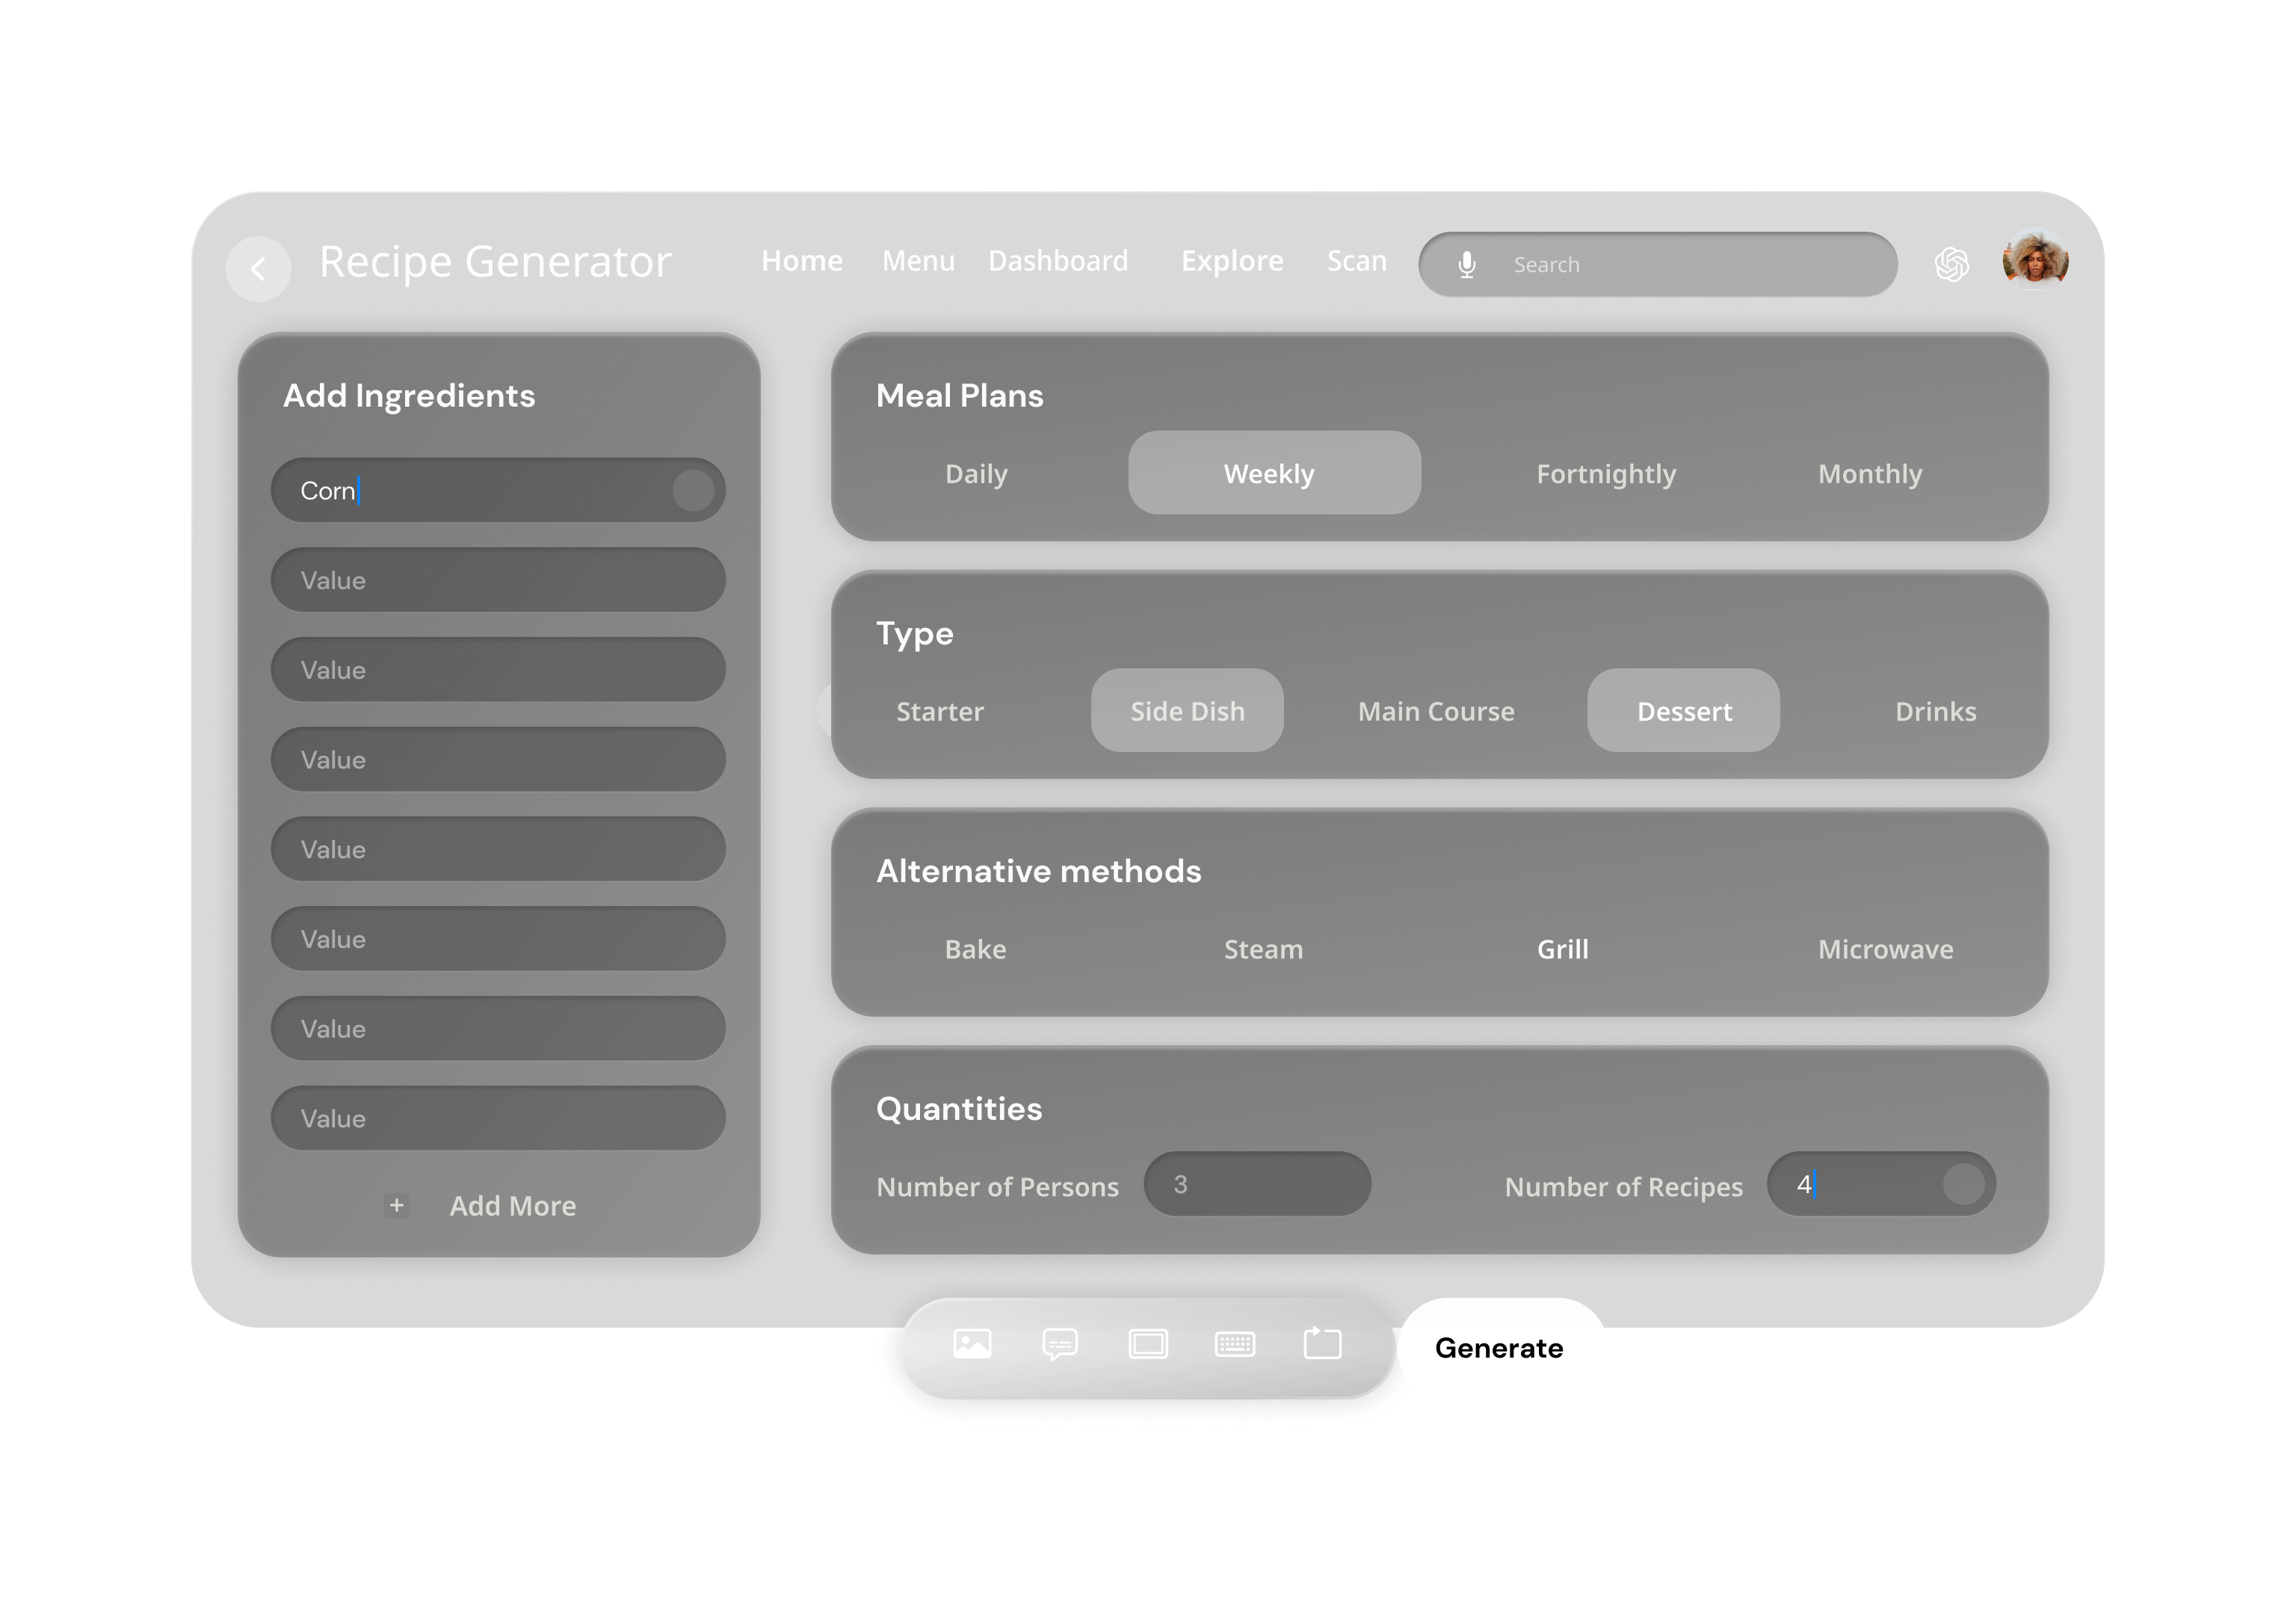 Recipe Generator
Home Menu Dashboard Explore Scan
Search
Add Ingredients
Corn
Value
Value
Value
Value
Value
Value
Value
Add More
Meal Plans
Daily Weekly Fortnightly Monthly
Type
Starter Side Dish Main Course Dessert Drinks
Alternative methods
Bake Steam Grill Microwave
Quantities
Number of Persons 3 Number of Recipes 4
Generate